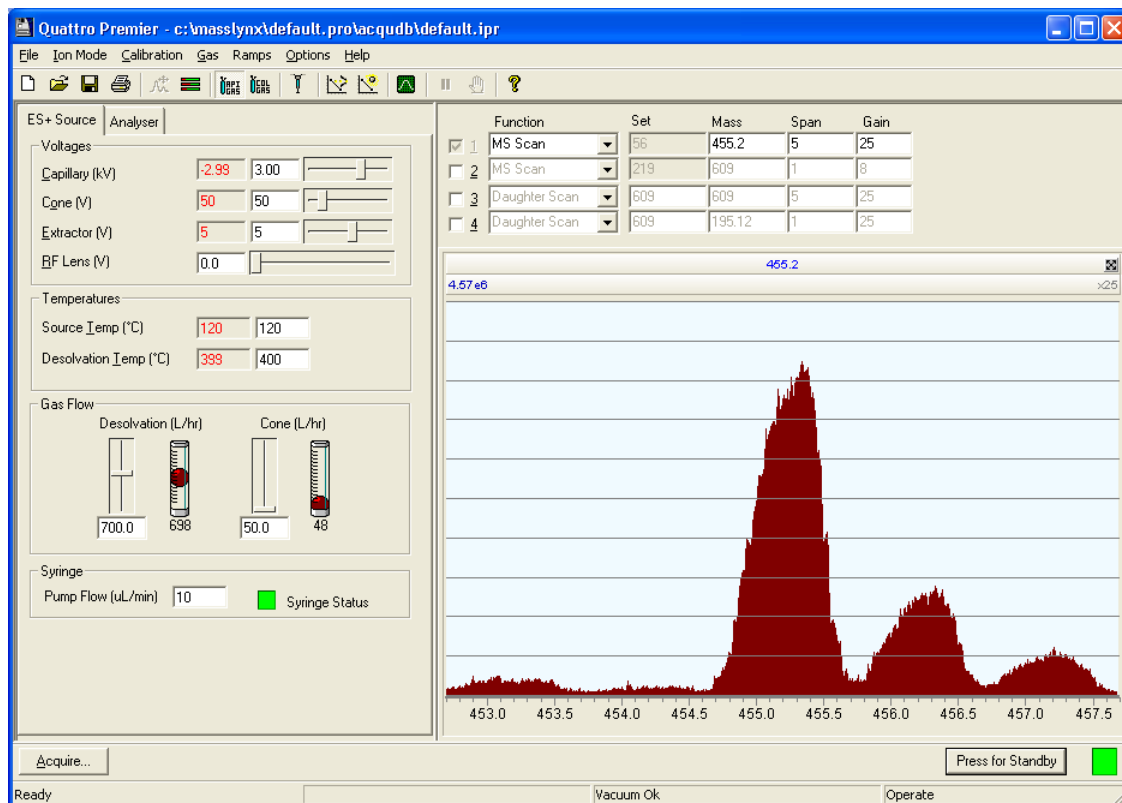 Quattro Premier - c:\masslynx\default.pro\acqudb\default.ipr
File Ion Mode Calibration Gas Ramps Options Help
API GAS COL GAS
ES+ Source Analyser
Voltages
Capillary (kV) -2.99 3.00
Cone (V) 50 50
Extractor (V) 5 5
RF Lens (V) 0.0
Temperatures
Source Temp (°C) 120 120
Desolvation Temp (°C) 399 400
Gas Flow
Desolvation (L/hr) Cone (L/hr)
700.0 698 50.0 48
Syringe
Pump Flow (uL/min) 10 Syringe Status
Function Set Mass Span Gain
1 MS Scan 56 455.2 5 25
2 MS Scan 219 609 1 8
3 Daughter Scan 609 609 5 25
4 Daughter Scan 609 195.12 1 25
455.2
4.57e6 x25
453.0 453.5 454.0 454.5 455.0 455.5 456.0 456.5 457.0 457.5
Acquire... Press for Standby
Ready Vacuum Ok Operate